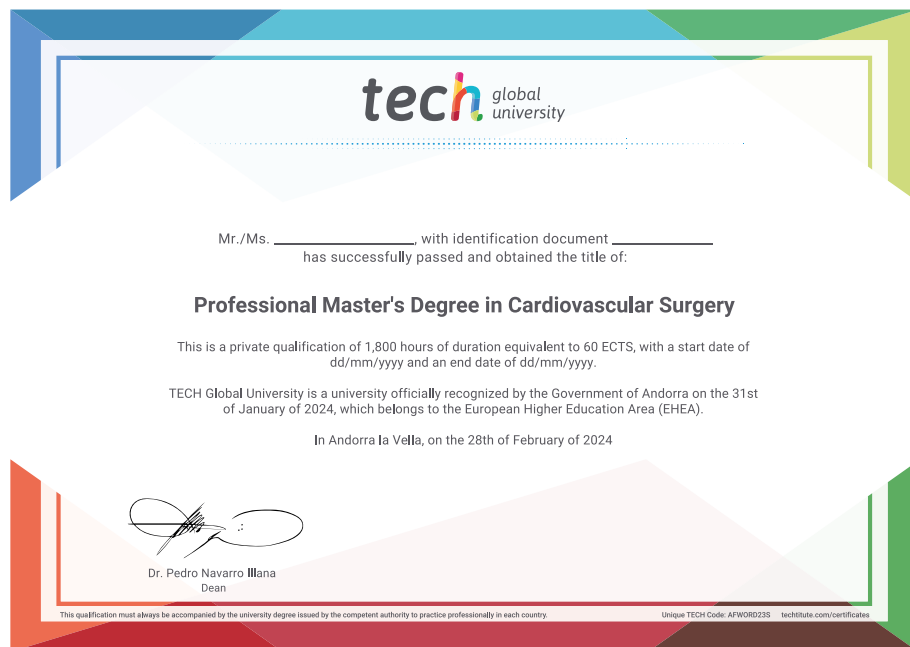 tech global
university
Mr./Ms. ____________, with identification document ____________
has successfully passed and obtained the title of:
Professional Master's Degree in Cardiovascular Surgery
This is a private qualification of 1,800 hours of duration equivalent to 60 ECTS, with a start date of
dd/mm/yyyy and an end date of dd/mm/yyyy.
TECH Global University is a university officially recognized by the Government of Andorra on the 31st
of January of 2024, which belongs to the European Higher Education Area (EHEA).
In Andorra la Vella, on the 28th of February of 2024
Dr. Pedro Navarro Illana
Dean
This qualification must always be accompanied by the university degree issued by the competent authority to practice professionally in each country.
Unique TECH Code: AFWORD23S techtitute.com/certificates